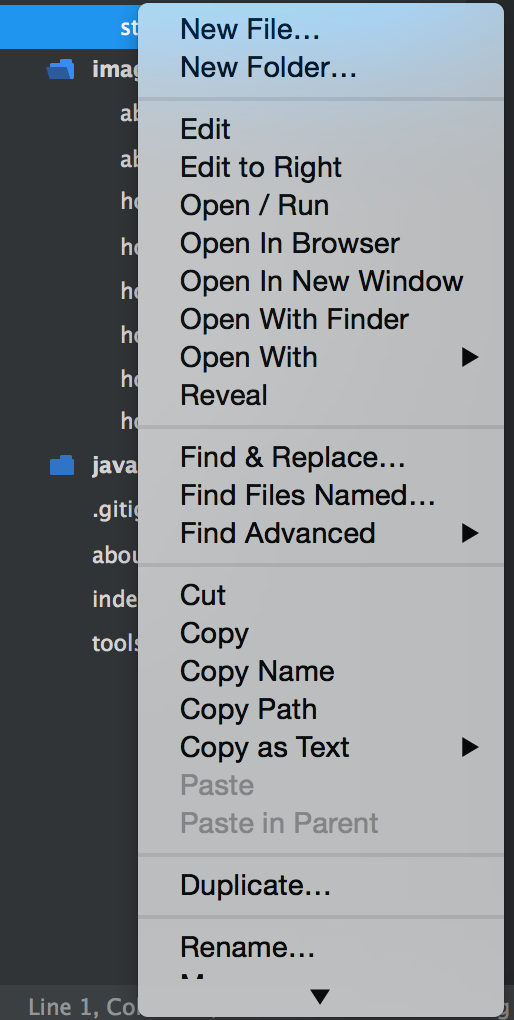 New File...
New Folder...
Edit
Edit to Right
Open / Run
Open In Browser
Open In New Window
Open With Finder
Open With
Reveal
Find & Replace...
Find Files Named...
Find Advanced
Cut
Copy
Copy Name
Copy Path
Copy as Text
Paste
Paste in Parent
Duplicate...
Rename...
st
imag
ab
ab
ho
ho
ho
ho
ho
ho
java
.gitig
abou
inde
tools
Line 1, Co